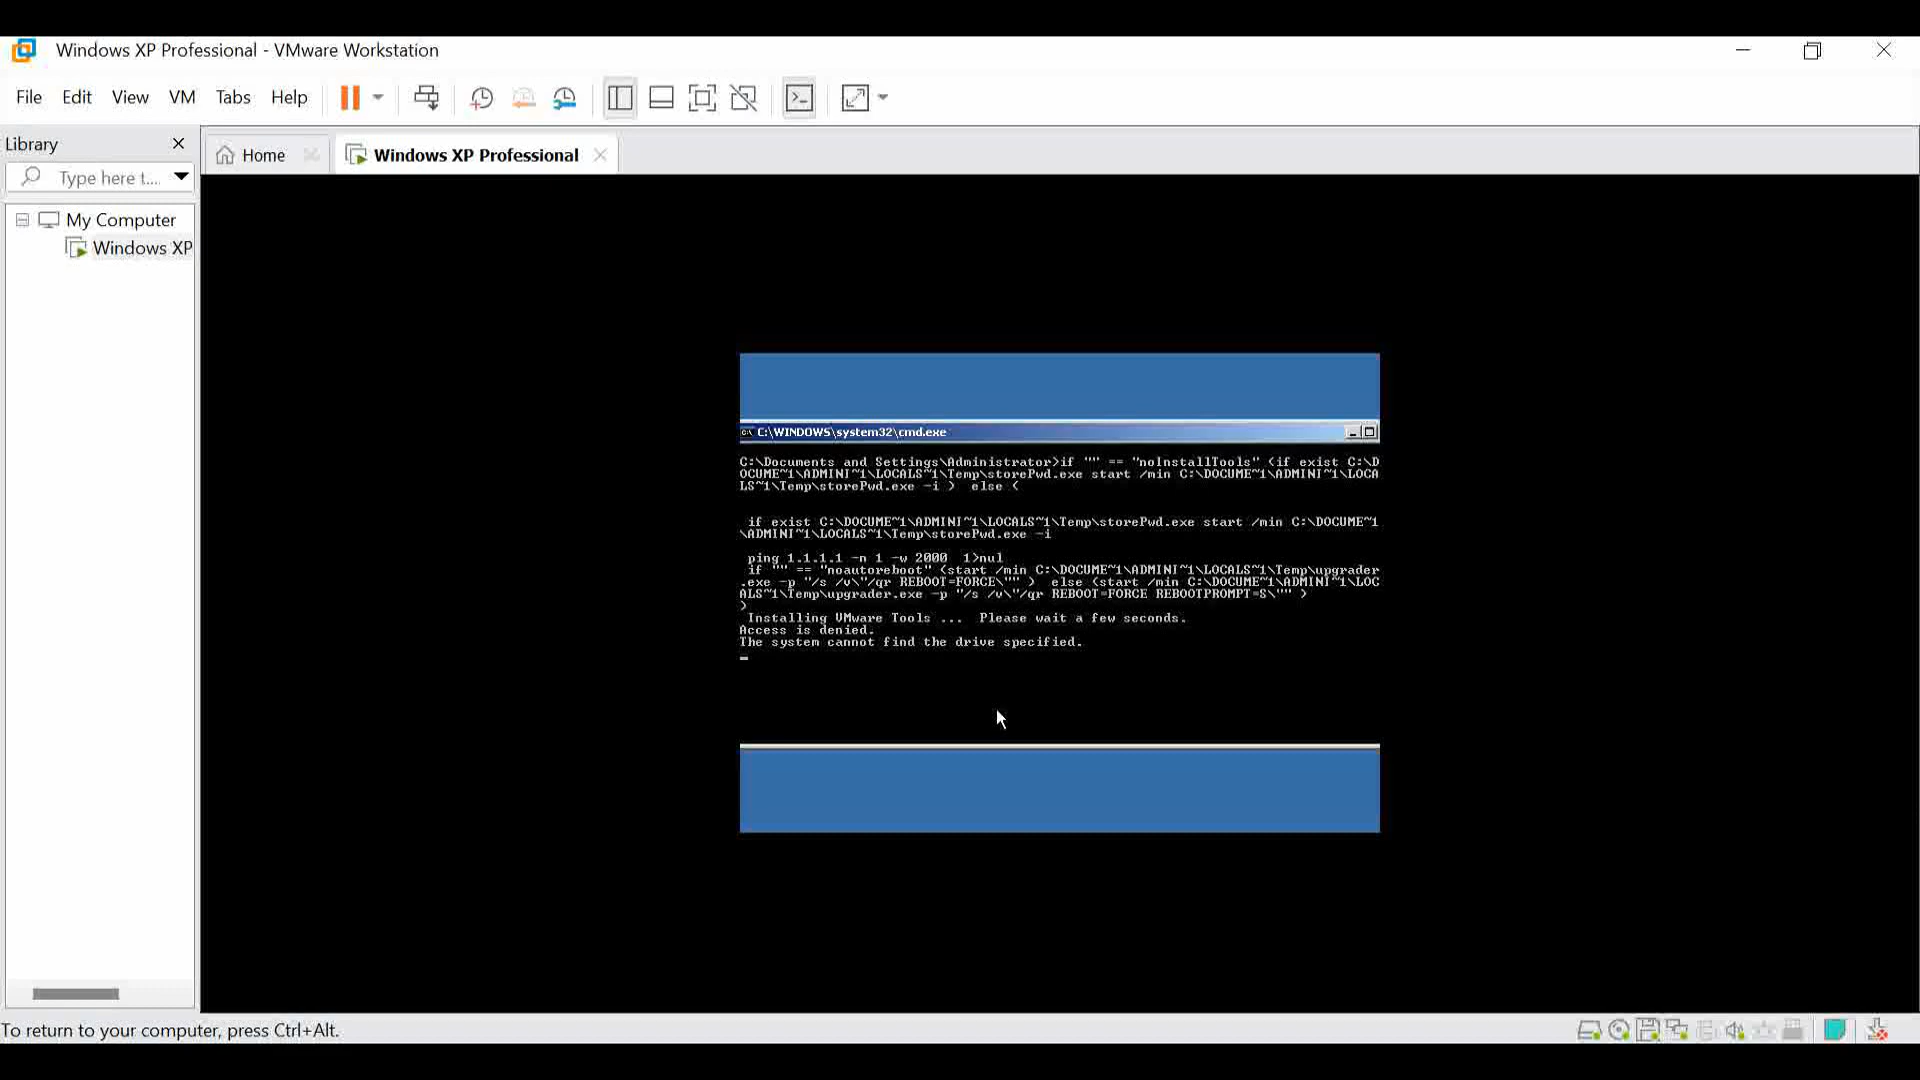 Windows XP Professional - VMware Workstation
File Edit View VM Tabs Help
Library
Home
Windows XP Professional
Type here t....
My Computer
Windows XP
C:\WINDOWS\system32\cmd.exe
C:\Documents and Settings\Administrator>if "" == "noInstallTools" (if exist C:\D
OCUME~1\ADMINI~1\LOCALS~1\Temp\storePwd.exe start /min C:\DOCUME~1\ADMINI~1\LOCA
LS~1\Temp\storePwd.exe -i )  else (
if exist C:\DOCUME~1\ADMINI~1\LOCALS~1\Temp\storePwd.exe start /min C:\DOCUME~1
\ADMINI~1\LOCALS~1\Temp\storePwd.exe -i
ping 1.1.1.1 -n 1 -w 2000  1>nul
if "" == "noautoreboot" (start /min C:\DOCUME~1\ADMINI~1\LOCALS~1\Temp\upgrader
.exe -p "/s /v\"/qr REBOOT=FORCE\"" )  else (start /min C:\DOCUME~1\ADMINI~1\LOC
ALS~1\Temp\upgrader.exe -p "/s /v\"/qr REBOOT=FORCE REBOOTPROMPT=S\"" )
)
Installing VMware Tools ...  Please wait a few seconds.
Access is denied.
The system cannot find the drive specified.
To return to your computer, press Ctrl+Alt.